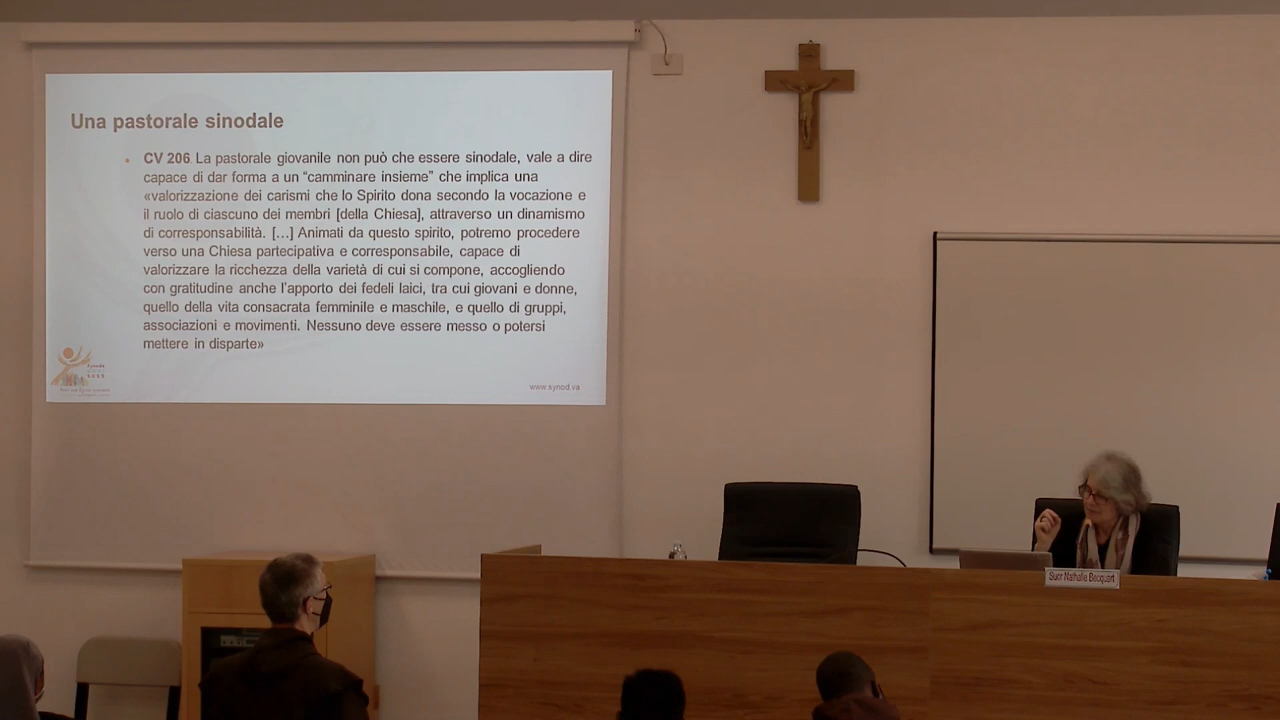 Una pastorale sinodale
• CV 206. La pastorale giovanile non può che essere sinodale, vale a dire
capace di dar forma a un “camminare insieme” che implica una
«valorizzazione dei carismi che lo Spirito dona secondo la vocazione e
il ruolo di ciascuno dei membri [della Chiesa], attraverso un dinamismo
di corresponsabilità. […] Animati da questo spirito, potremo procedere
verso una Chiesa partecipativa e corresponsabile, capace di
valorizzare la ricchezza della varietà di cui si compone, accogliendo
con gratitudine anche l’apporto dei fedeli laici, tra cui giovani e donne,
quello della vita consacrata femminile e maschile, e quello di gruppi,
associazioni e movimenti. Nessuno deve essere messo o potersi
mettere in disparte»
www.synod.va
Suor Nathalie Becquart